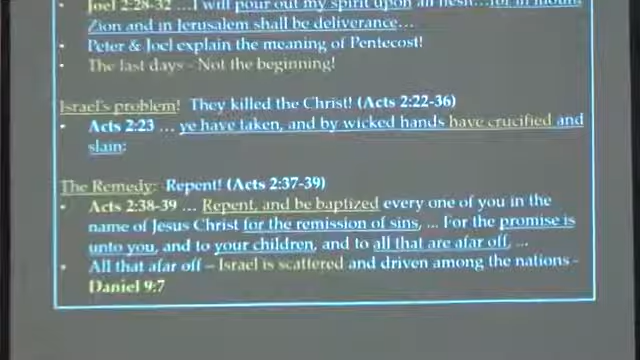 • Joel 2:28-32 …I will pour out my spirit upon all flesh…for in mount
Zion and in Jerusalem shall be deliverance…
• Peter & Joel explain the meaning of Pentecost!
• The last days - Not the beginning!
Israel's problem! They killed the Christ! (Acts 2:22-36)
• Acts 2:23 … ye have taken, and by wicked hands have crucified and
slain:
The Remedy: Repent! (Acts 2:37-39)
• Acts 2:38-39 … Repent, and be baptized every one of you in the
name of Jesus Christ for the remission of sins, … For the promise is
unto you, and to your children, and to all that are afar off, …
• All that afar off – Israel is scattered and driven among the nations -
Daniel 9:7